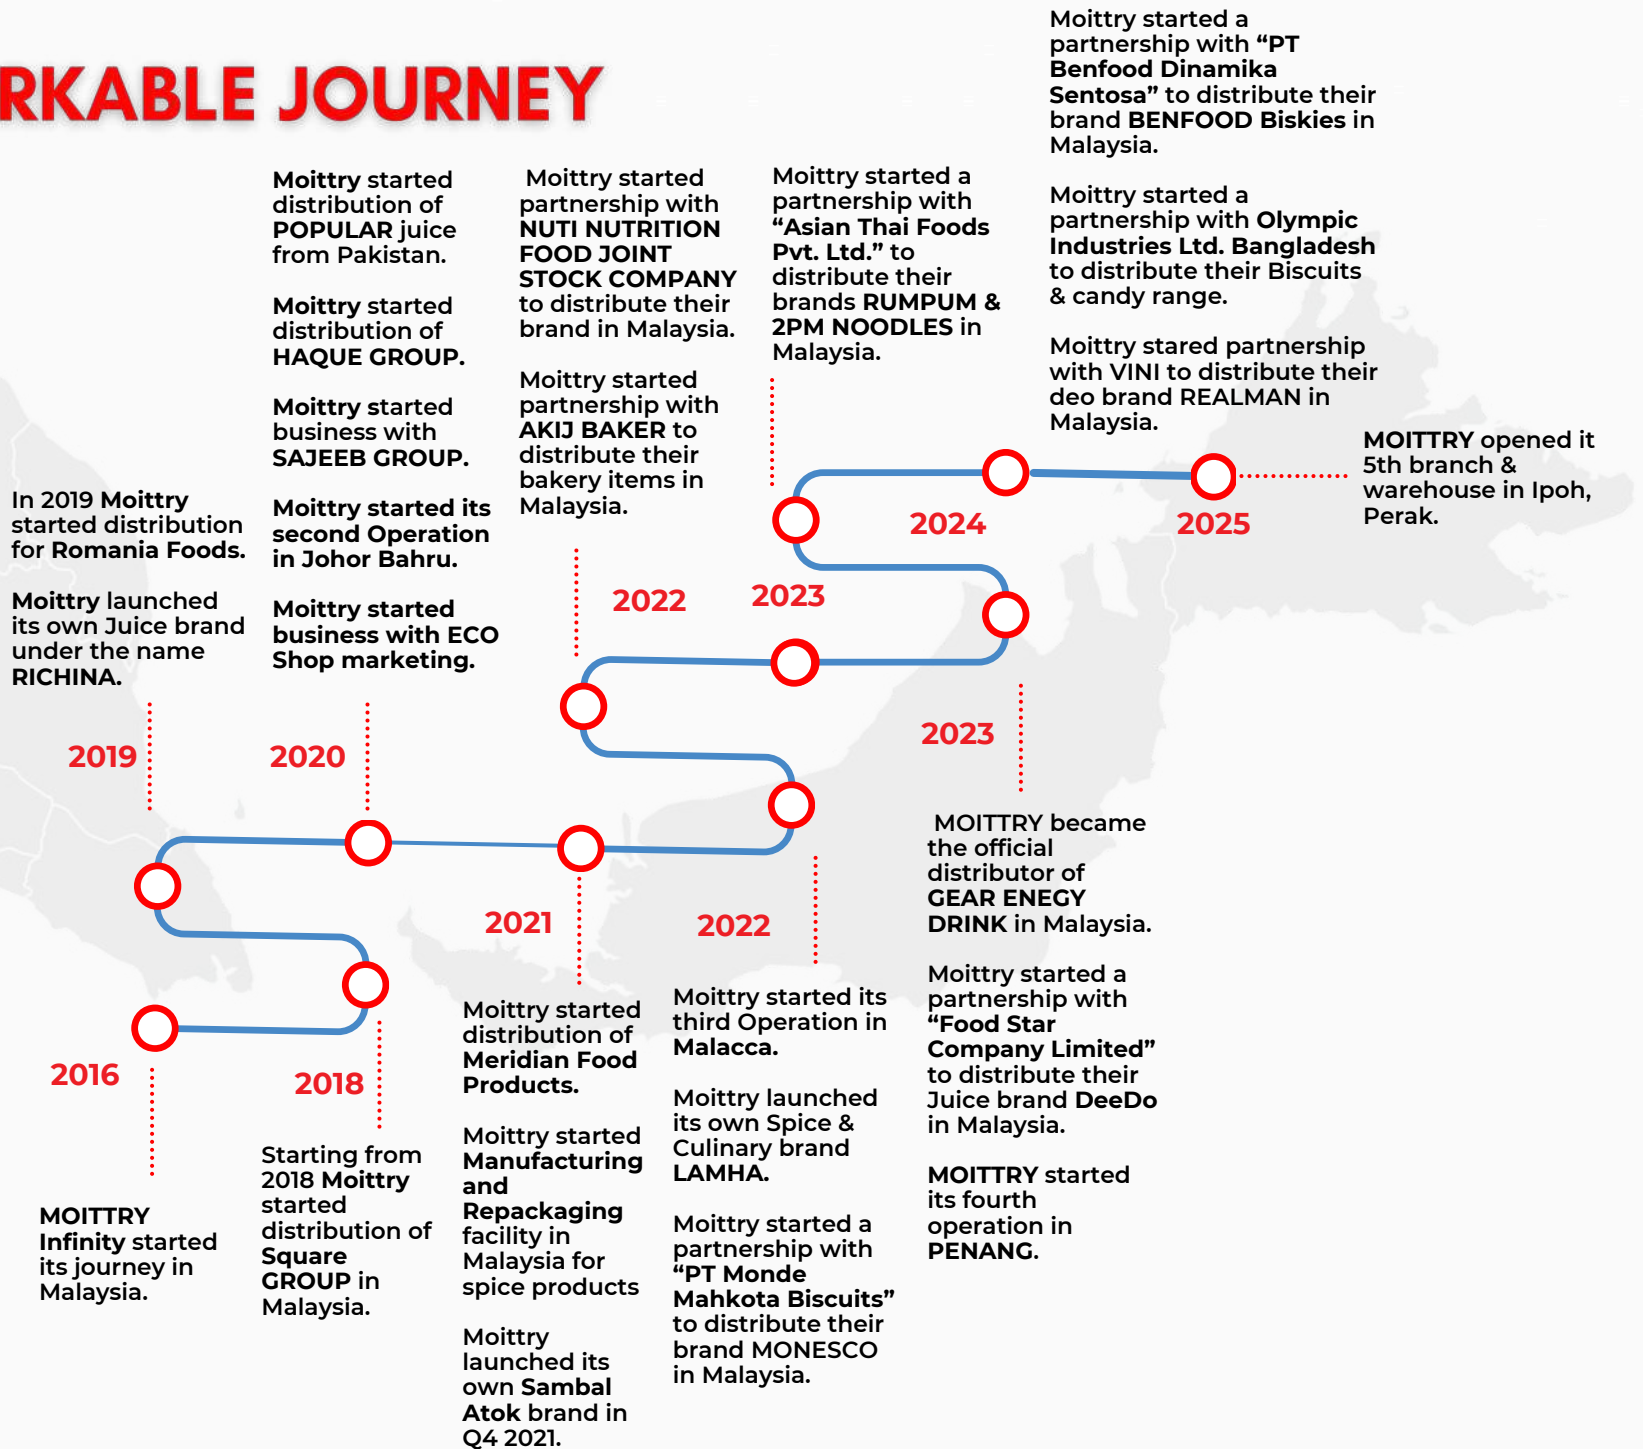 RKABLE JOURNEY
In 2019 Moittry
started distribution
for Romania Foods.
Moittry launched
its own Juice brand
under the name
RICHINA.
2019
Moittry started
distribution of
POPULAR juice
from Pakistan.
Moittry started
distribution of
HAQUE GROUP.
Moittry started
business with
SAJEEB GROUP.
Moittry started its
second Operation
in Johor Bahru.
Moittry started
business with ECO
Shop marketing.
2020
Moittry started
partnership with
NUTI NUTRITION
FOOD JOINT
STOCK COMPANY
to distribute their
brand in Malaysia.
Moittry started
partnership with
AKIJ BAKER to
distribute their
bakery items in
Malaysia.
2022
Moittry started a
partnership with
“Asian Thai Foods
Pvt. Ltd.” to
distribute their
brands RUMPUM &
2PM NOODLES in
Malaysia.
2023
Moittry started a
partnership with “PT
Benfood Dinamika
Sentosa” to distribute their
brand BENFOOD Biskies in
Malaysia.
Moittry started a
partnership with Olympic
Industries Ltd. Bangladesh
to distribute their Biscuits
& candy range.
Moittry stared partnership
with VINI to distribute their
deo brand REALMAN in
Malaysia.
2024
2025
MOITTRY opened it
5th branch &
warehouse in Ipoh,
Perak.
2016
MOITTRY
Infinity started
its journey in
Malaysia.
2018
Starting from
2018 Moittry
started
distribution of
Square
GROUP in
Malaysia.
2021
Moittry started
distribution of
Meridian Food
Products.
Moittry started
Manufacturing
and
Repackaging
facility in
Malaysia for
spice products
Moittry
launched its
own Sambal
Atok brand in
Q4 2021.
2022
Moittry started its
third Operation in
Malacca.
Moittry launched
its own Spice &
Culinary brand
LAMHA.
Moittry started a
partnership with
“PT Monde
Mahkota Biscuits”
to distribute their
brand MONESCO
in Malaysia.
2023
MOITTRY became
the official
distributor of
GEAR ENEGY
DRINK in Malaysia.
Moittry started a
partnership with
“Food Star
Company Limited”
to distribute their
Juice brand DeeDo
in Malaysia.
MOITTRY started
its fourth
operation in
PENANG.